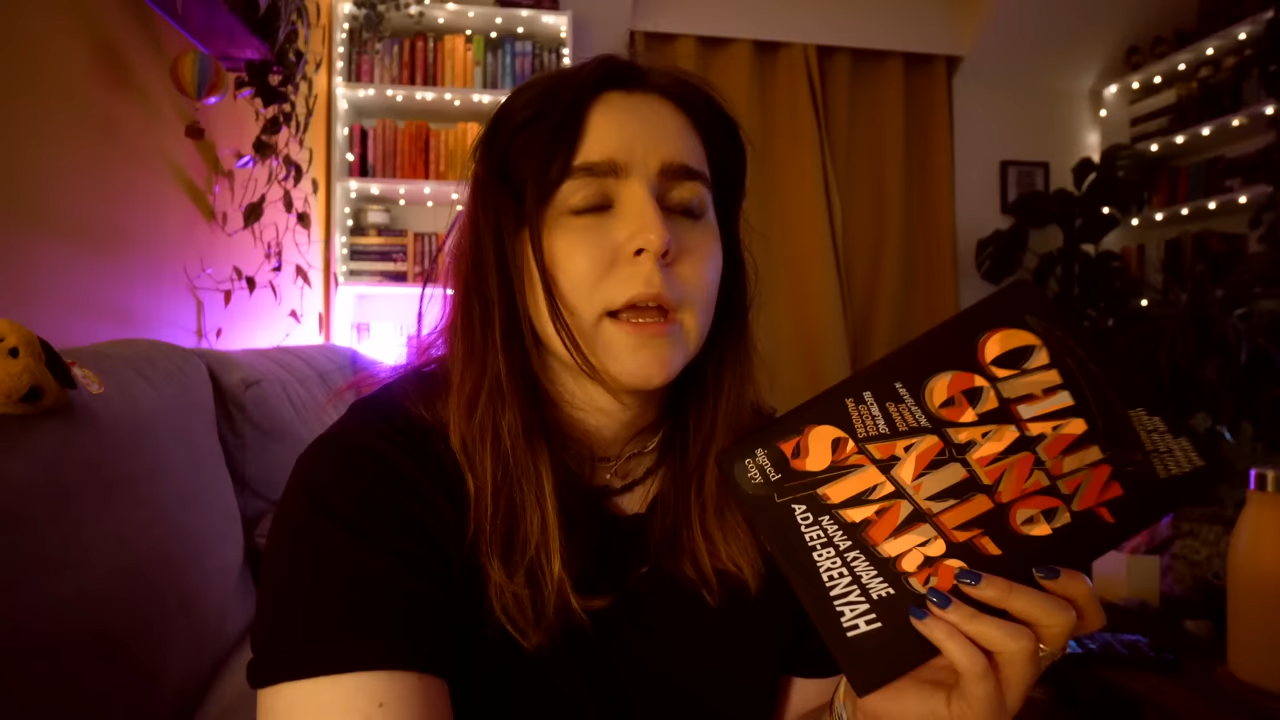 CHAIN-
GANG
ALL-
STARS
'A REVELATION!'
TOMMY
ORANGE
'ELECTRIFYING'
GEORGE
SAUNDERS
signed
copy
NANA KWAME
ADJEI-BRENYAH